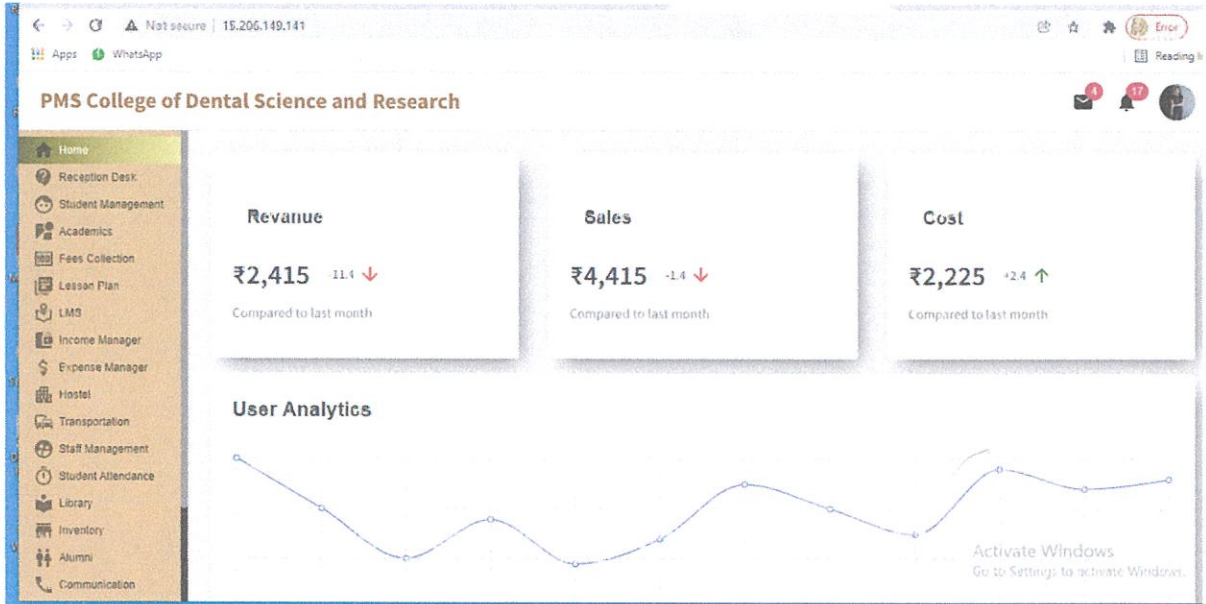 Not secure | 15.206.149.141
Error
Apps WhatsApp
Reading
PMS College of Dental Science and Research
4 17
Home
Reception Desk
Student Management
Academics
Fees Collection
Lesson Plan
LMS
Income Manager
Expense Manager
Hostel
Transportation
Staff Management
Student Attendance
Library
Inventory
Alumni
Communication
Revanue
₹2,415 -11.4
Compared to last month
Sales
₹4,415 -1.4
Compared to last month
Cost
₹2,225 +2.4
Compared to last month
User Analytics
Activate Windows
Go to Settings to activate Windows.